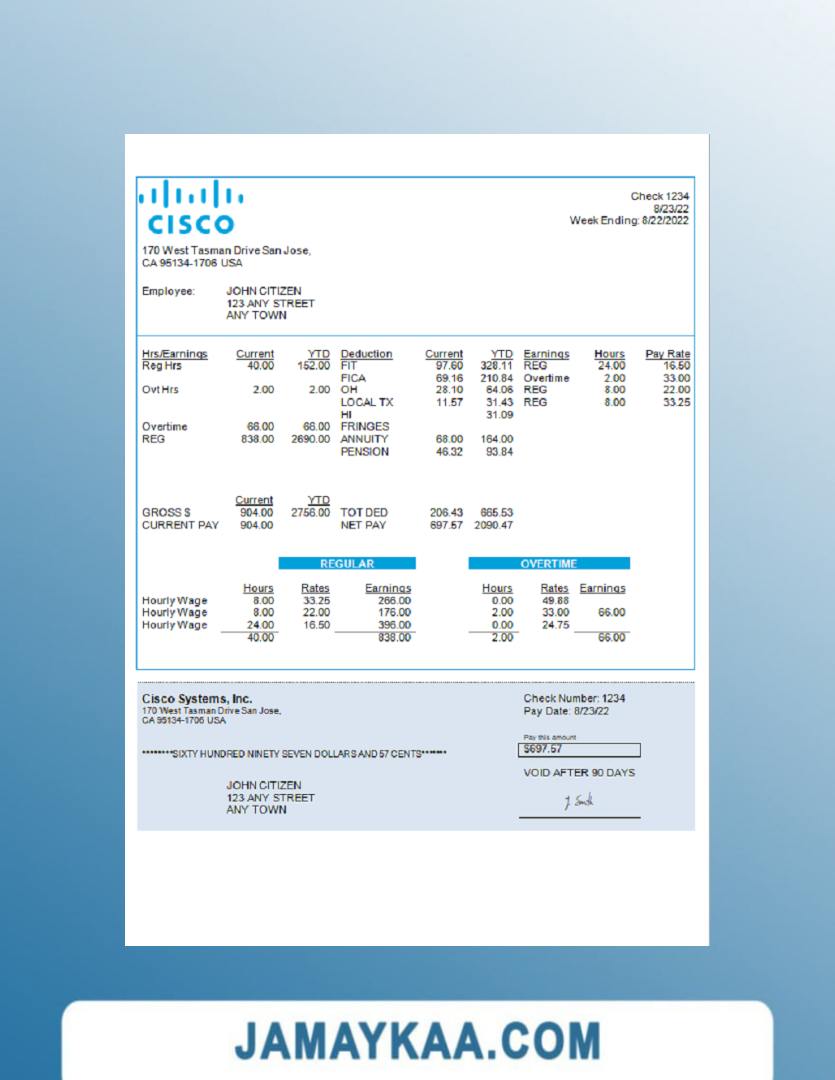 CISCO
Check 1234
8/23/22
Week Ending: 8/22/2022
170 West Tasman Drive San Jose,
CA 95134-1706 USA
Employee: JOHN CITIZEN
123 ANY STREET
ANY TOWN
Hrs/Earnings Current YTD Deduction Current YTD Earnings Hours Pay Rate
Reg Hrs 40.00 152.00 FIT 97.60 328.11 REG 24.00 16.50
FICA 69.16 210.84 Overtime 2.00 33.00
Ovt Hrs 2.00 2.00 OH 28.10 64.06 REG 8.00 22.00
LOCAL TX 11.57 31.43 REG 8.00 33.25
HI 31.09
Overtime 66.00 66.00 FRINGES
REG 838.00 2690.00 ANNUITY 68.00 164.00
PENSION 46.32 93.84
Current YTD
GROSS $ 904.00 2756.00 TOT DED 206.43 665.53
CURRENT PAY 904.00 NET PAY 697.57 2090.47
REGULAR OVERTIME
Hours Rates Earnings Hours Rates Earnings
Hourly Wage 8.00 33.25 266.00 0.00 49.88
Hourly Wage 8.00 22.00 176.00 2.00 33.00 66.00
Hourly Wage 24.00 16.50 396.00 0.00 24.75
40.00 838.00 2.00 66.00
Cisco Systems, Inc.
170 West Tasman Drive San Jose,
CA 95134-1706 USA
Check Number: 1234
Pay Date: 8/23/22
Pay this amount
$697.57
********SIXTY HUNDRED NINETY SEVEN DOLLARS AND 57 CENTS*******
VOID AFTER 90 DAYS
JOHN CITIZEN
123 ANY STREET
ANY TOWN
J. Smith
JAMAYKAA.COM